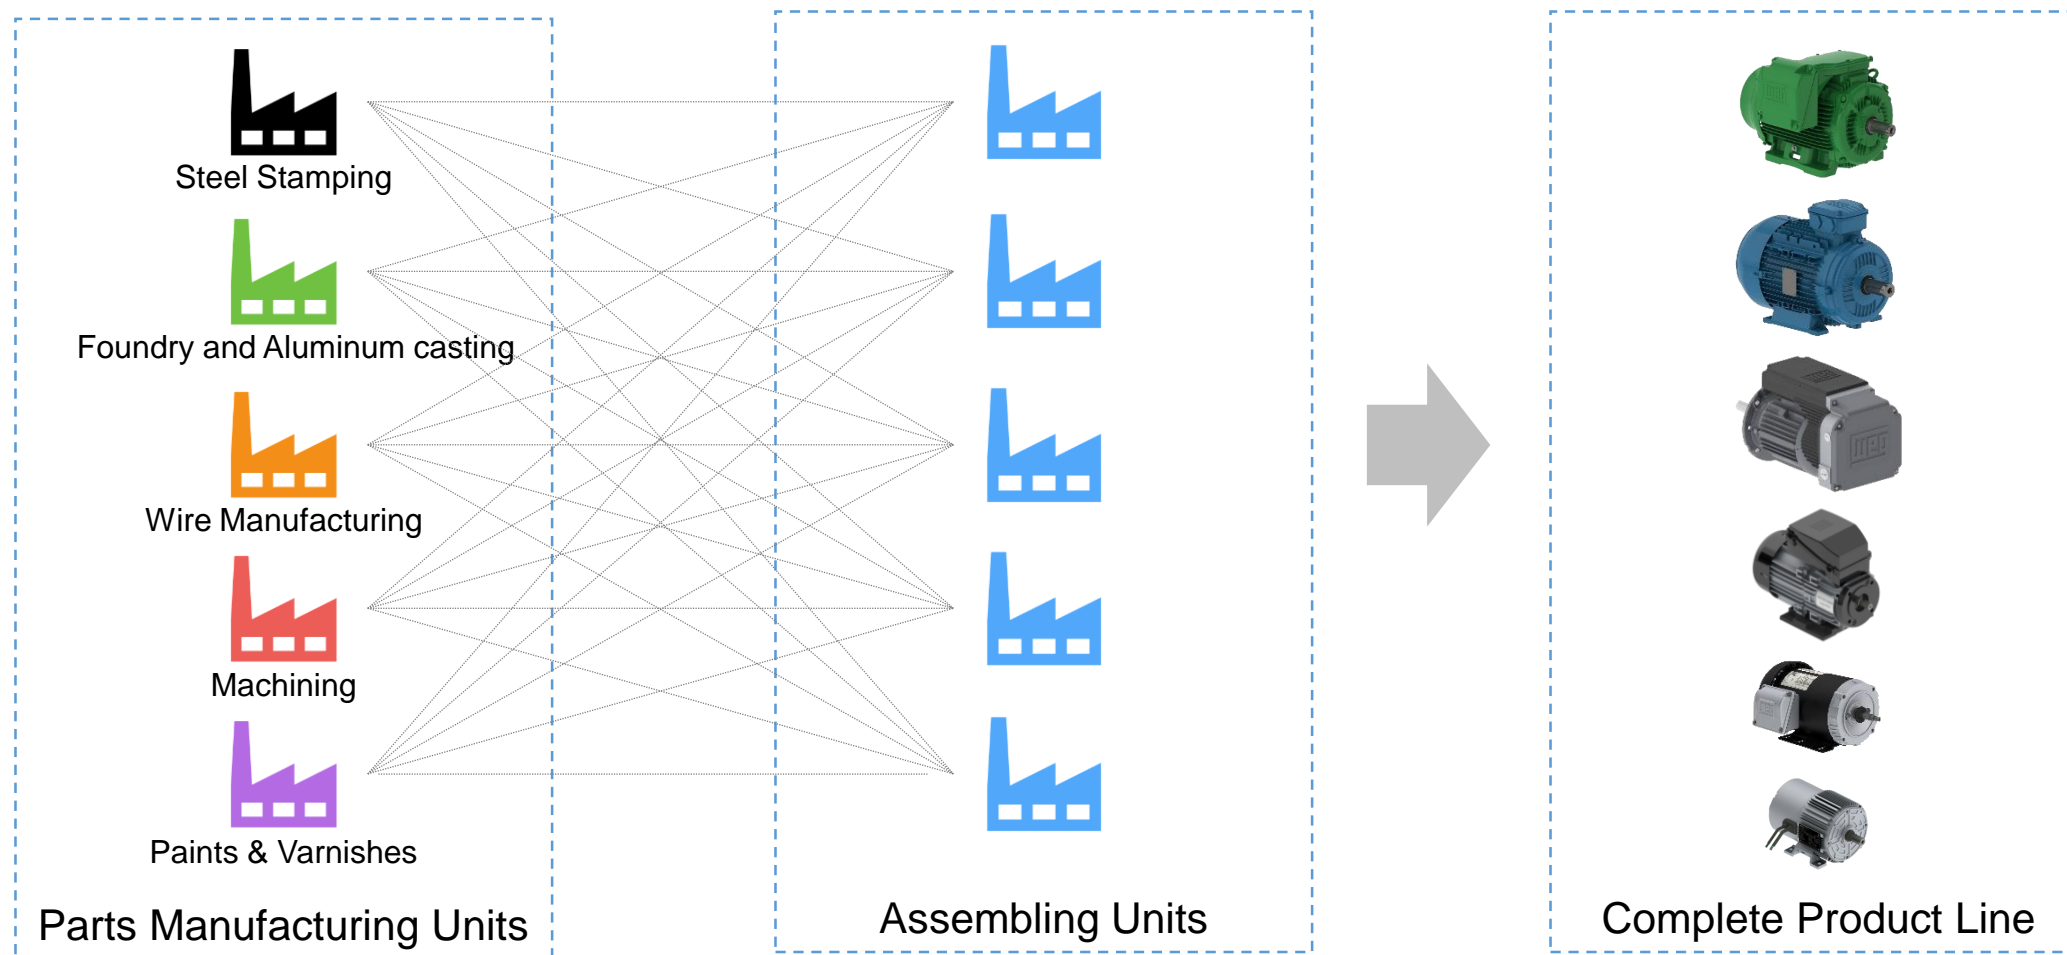 Steel Stamping
Foundry and Aluminum casting
Wire Manufacturing
Machining
Paints & Varnishes
Parts Manufacturing Units
Assembling Units
WEG
Complete Product Line